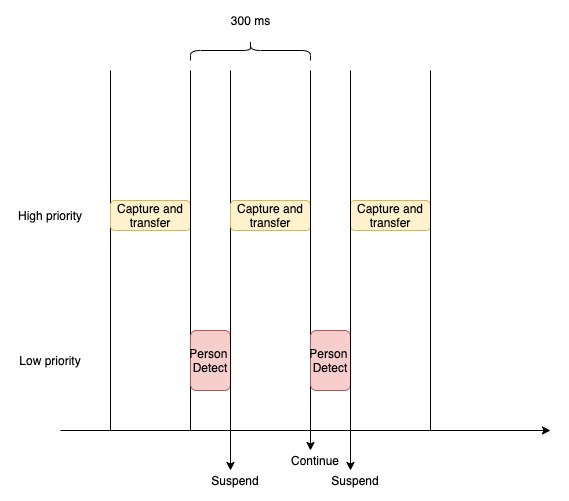 300 ms
High priority
Capture and
transfer
Capture and
transfer
Capture and
transfer
Low priority
Person
Detect
Person
Detect
Continue
Suspend
Suspend